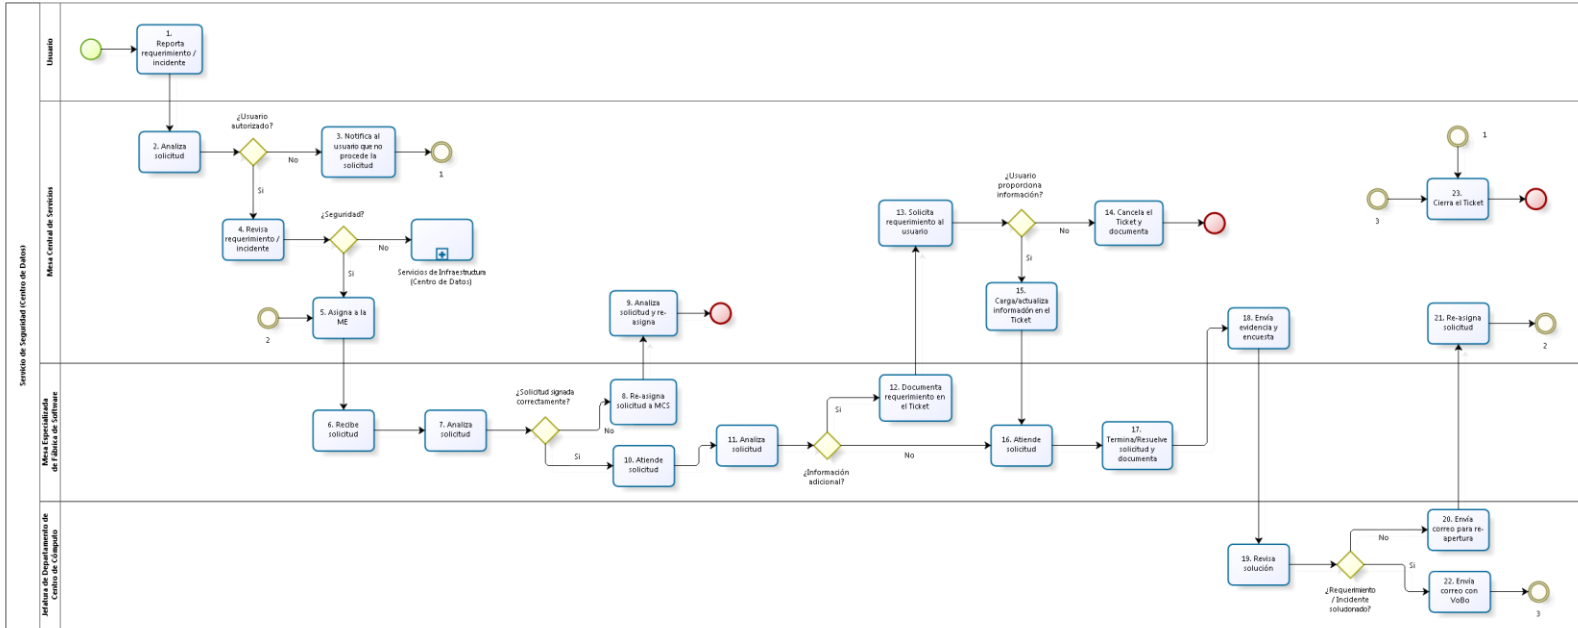 Servicio de Seguridad (Centro de Datos)
Usuario
1.
Reporta
requerimiento /
incidente
Mesa Central de Servicios
2. Analiza
solicitud
¿Usuario
autorizado?
No
Si
3. Notifica al
usuario que no
procede la
solicitud
1
4. Revisa
requerimiento /
incidente
¿Seguridad?
No
Si
Servicios de Infraestructura
(Centro de Datos)
5. Asigna a la
ME
2
9. Analiza
solicitud y re-
asigna
13. Solicita
requerimiento al
usuario
¿Usuario
proporciona
información?
No
Si
14. Cancela el
Ticket y
documenta
15.
Carga/actualiza
información en el
Ticket
18. Envía
evidencia y
encuesta
1
3
23.
Cierra el Ticket
21. Re-asigna
solicitud
2
Mesa Especializada
de Fábrica de Software
6. Recibe
solicitud
7. Analiza
solicitud
¿Solicitud signada
correctamente?
No
Si
8. Re-asigna
solicitud a MCS
10. Atiende
solicitud
11. Analiza
solicitud
Si
No
¿Información
adicional?
12. Documenta
requerimiento en
el Ticket
16. Atiende
solicitud
17.
Termina/Resuelve
solicitud y
documenta
Jefatura de Departamento de
Centro de Cómputo
19. Revisa
solución
¿Requerimiento
/ Incidente
solucionado?
No
Si
20. Envía
correo para re-
apertura
22. Envía
correo con
VoBo
3